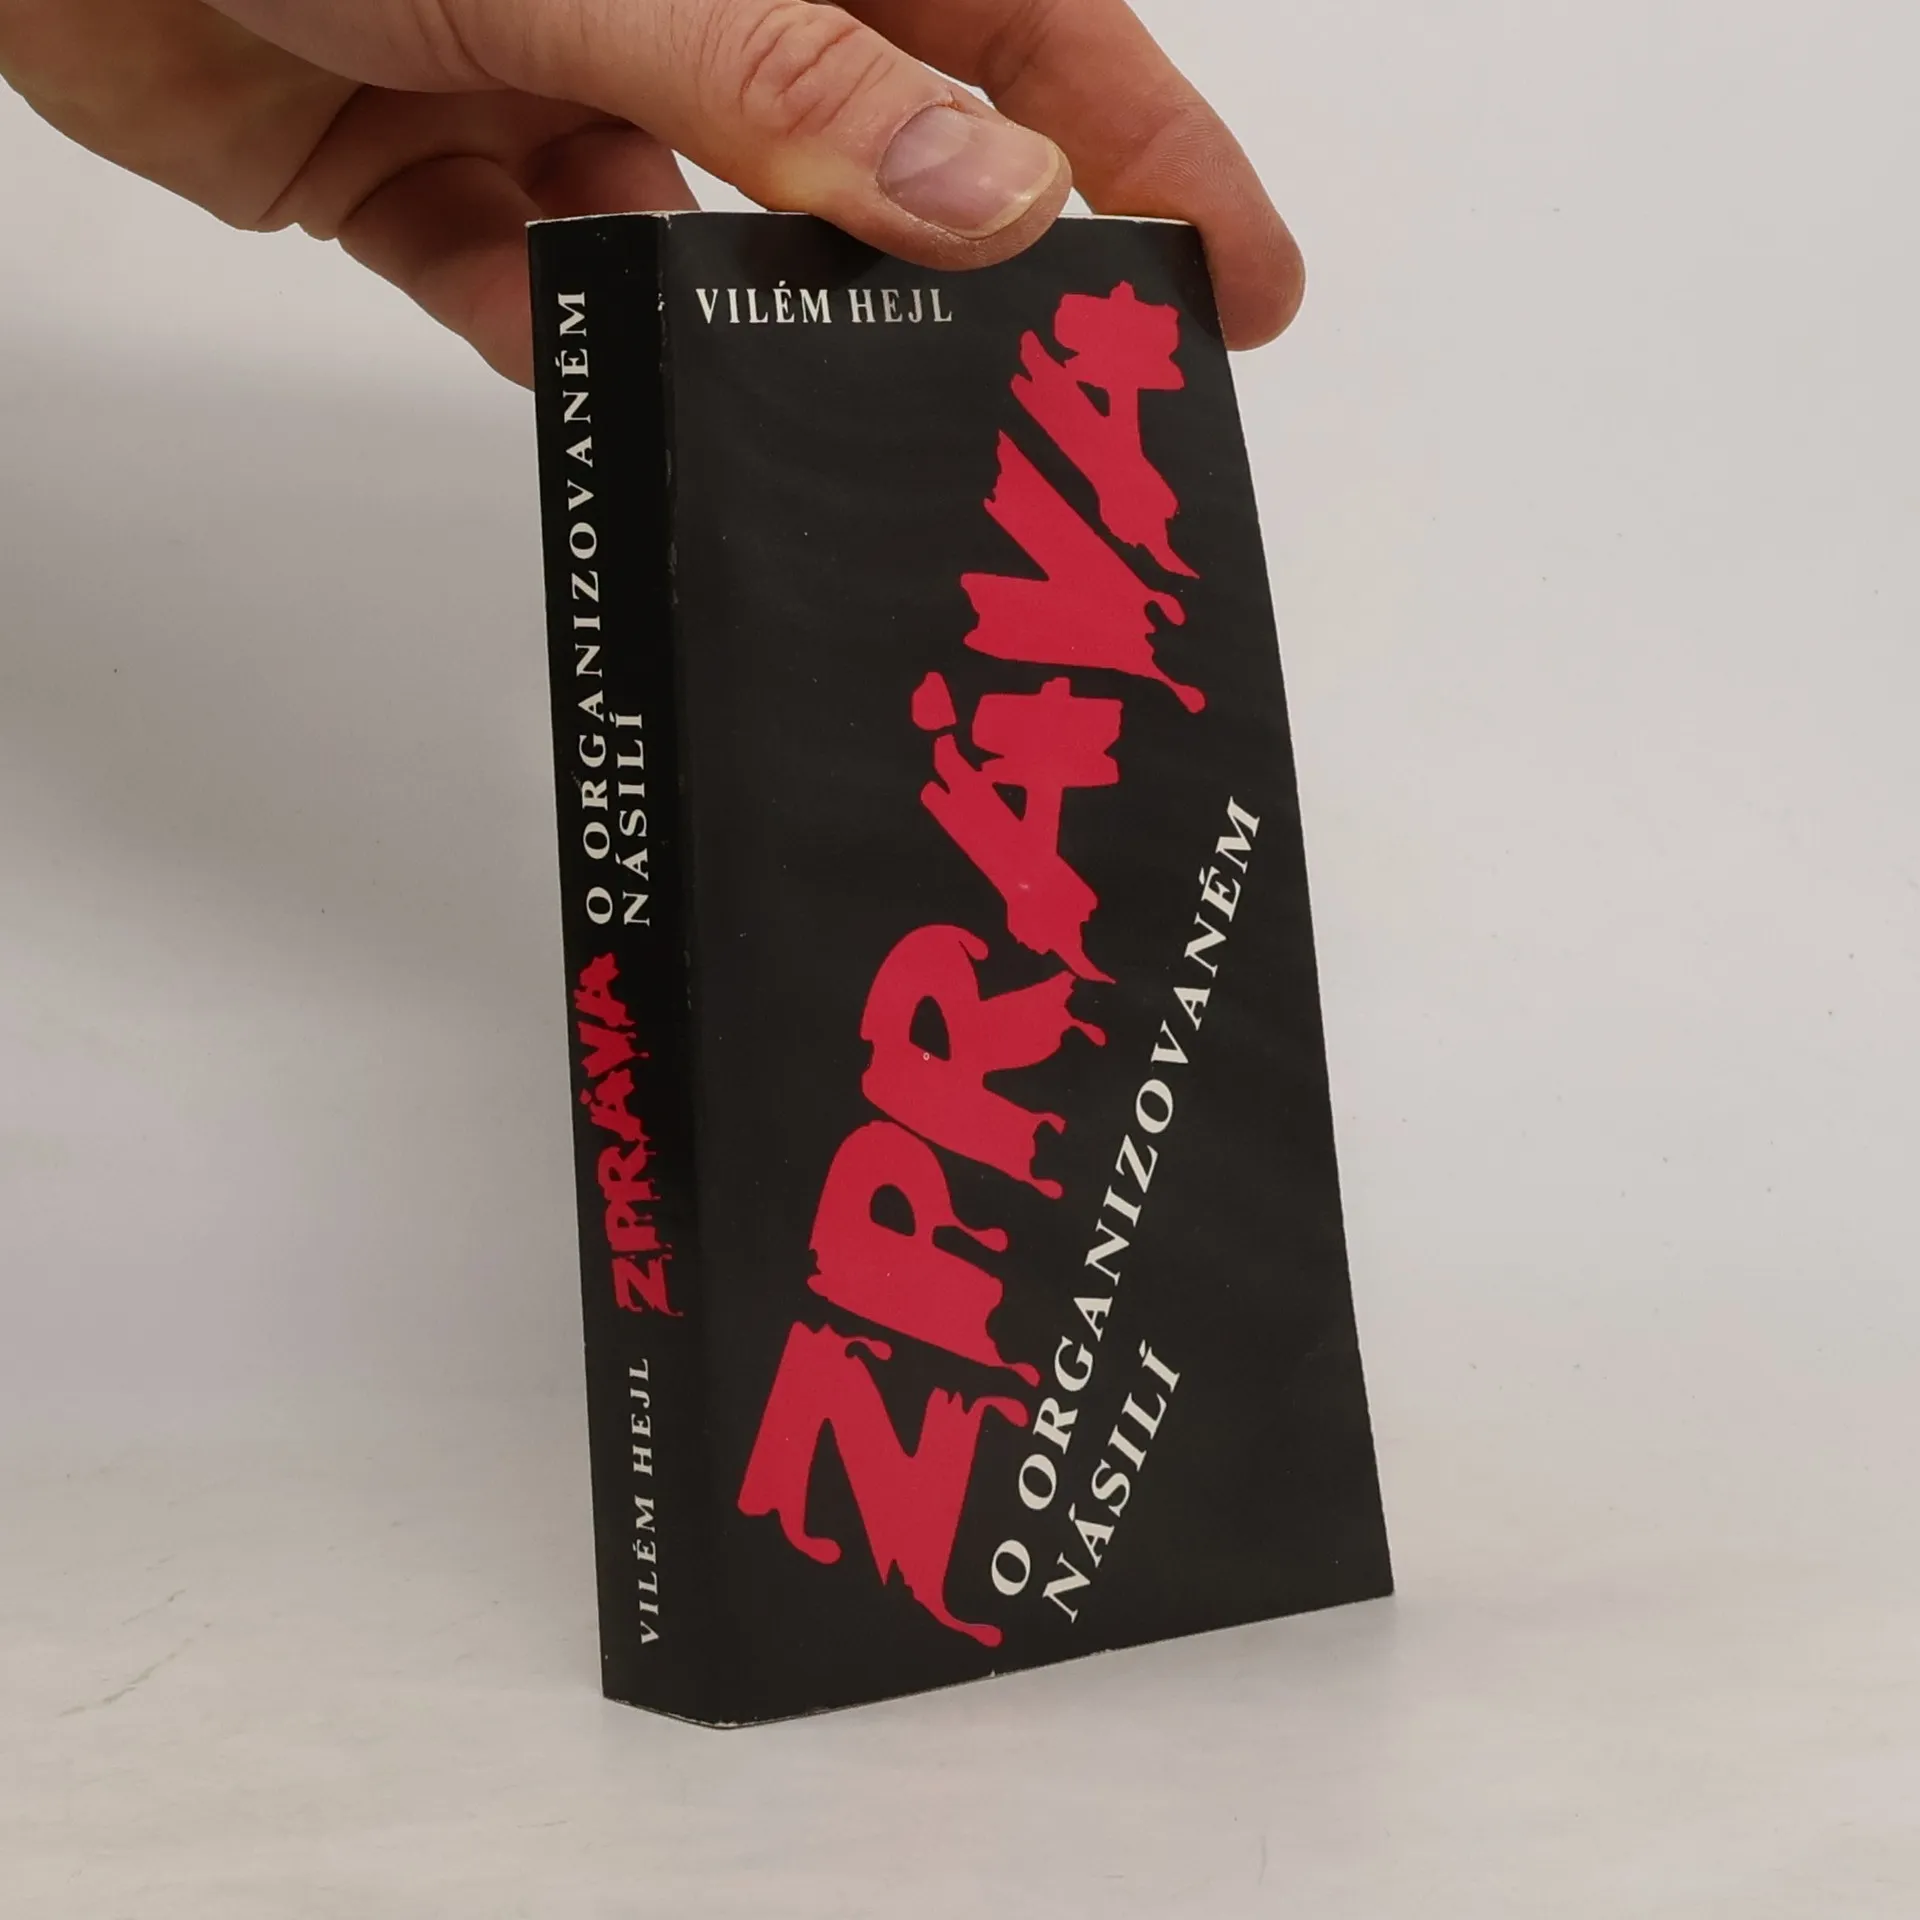 VILÉM HEJL
ZPRÁVA
O ORGANIZOVANÉM
NÁSILÍ
VILÉM HEJL ZPRÁVA O ORGANIZOVANÉM
NÁSILÍ